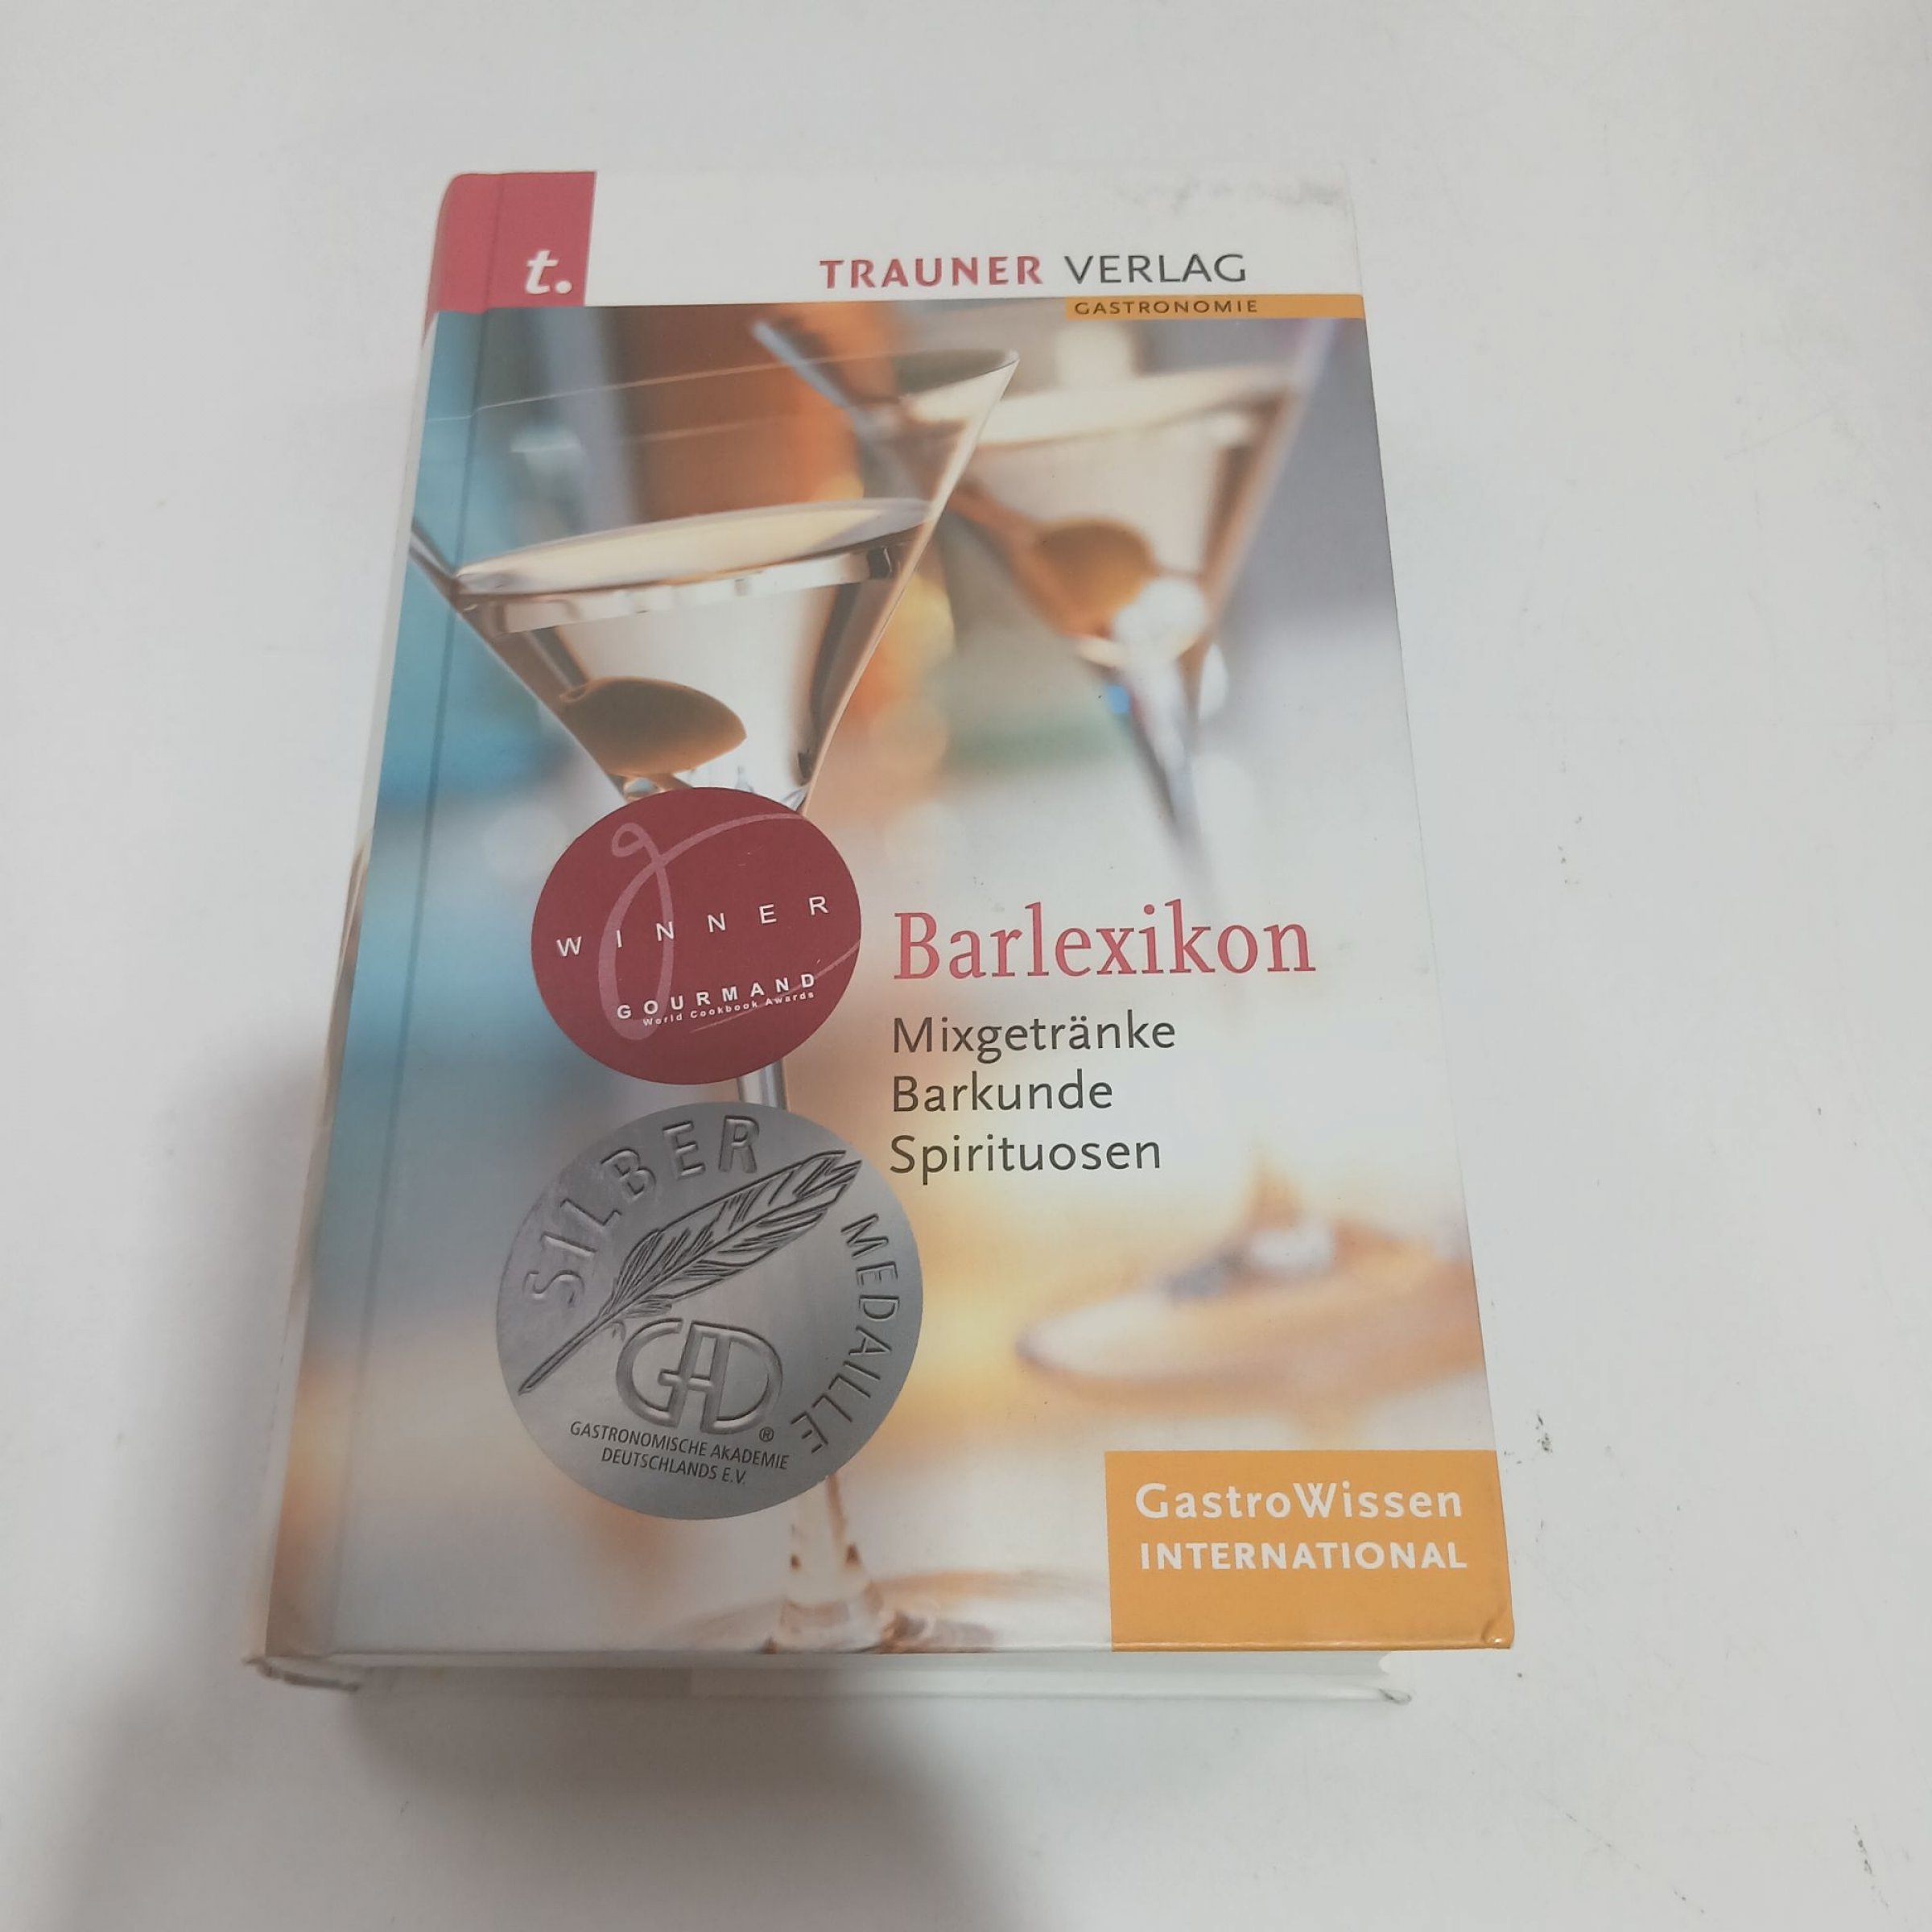 t.
TRAUNER VERLAG
GASTRONOMIE
WINNER
GOURMAND
World Cookbook Awards
Barlexikon
Mixgetränke
Barkunde
Spirituosen
SILBER MEDAILLE
GAD®
GASTRONOMISCHE AKADEMIE
DEUTSCHLANDS E.V.
GastroWissen
INTERNATIONAL